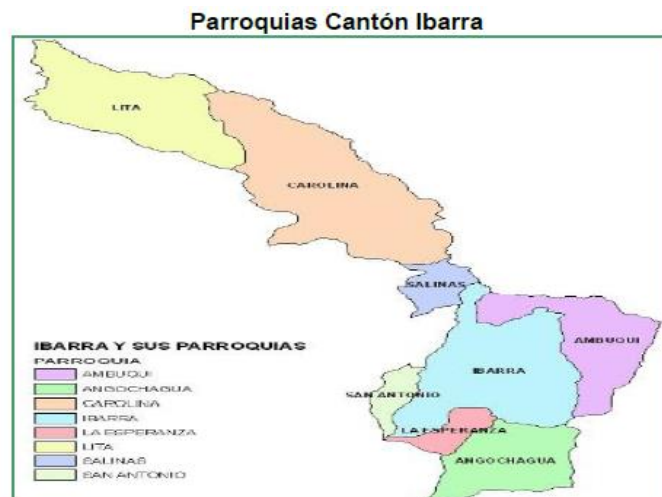 Parroquias Cantón Ibarra
LITA
CAROLINA
SALINAS
AMBUQUI
IBARRA
SAN ANTONIO
LA ESPERANZA
ANGOCHAGUA
IBARRA Y SUS PARROQUIAS
PARROQUIA
AMBUQUI
ANGOCHAGUA
CAROLINA
IBARRA
LA ESPERANZA
LITA
SALINAS
SAN ANTONIO